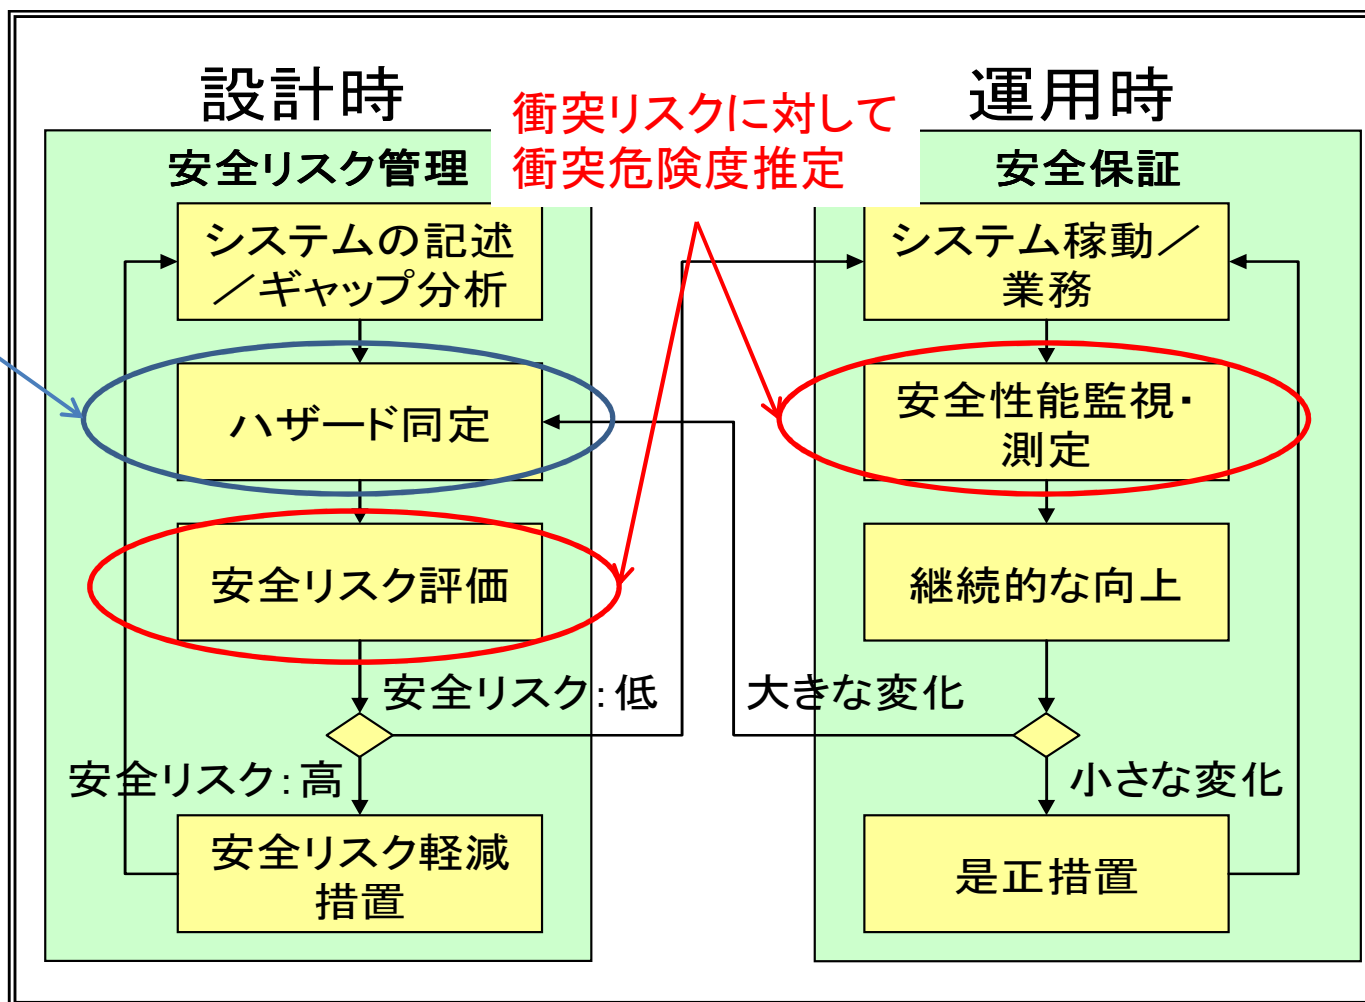 設計時
衝突リスクに対して
衝突危険度推定
運用時
安全リスク管理
システムの記述
／ギャップ分析
ハザード同定
安全リスク評価
安全リスク：低
安全リスク：高
安全リスク軽減
措置
安全保証
システム稼動／
業務
安全性能監視・
測定
継続的な向上
大きな変化
小さな変化
是正措置